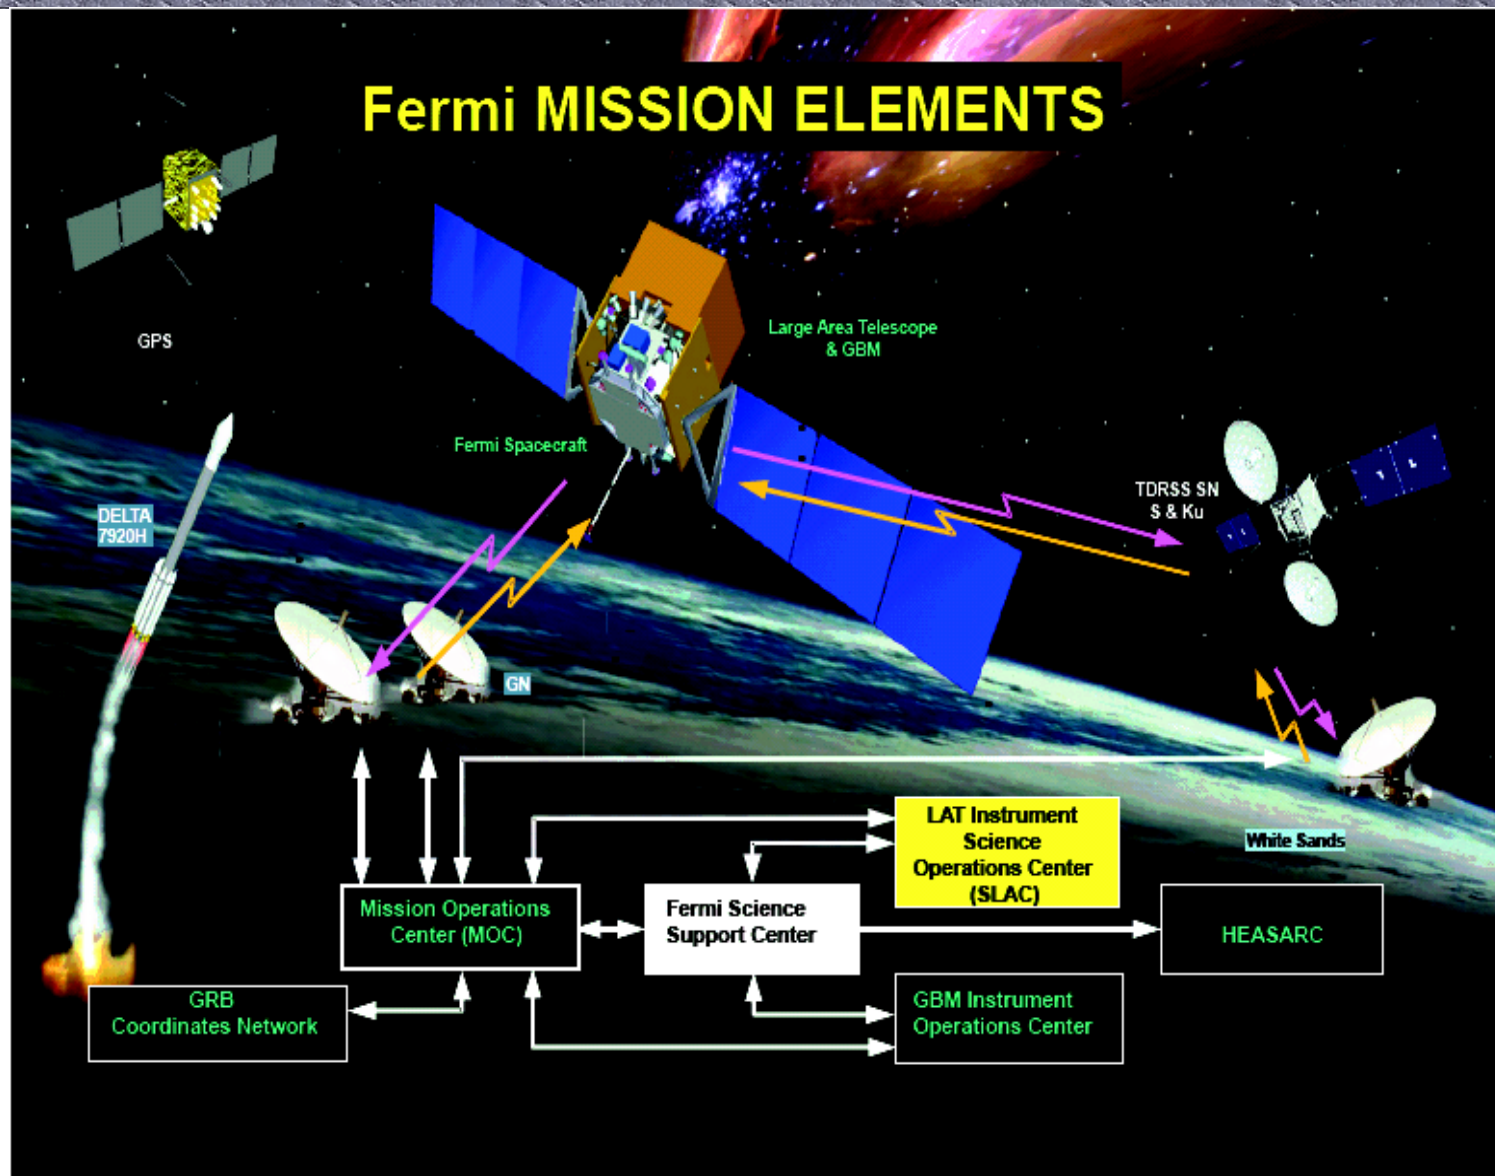 Fermi MISSION ELEMENTS
GPS
Large Area Telescope
& GBM
Fermi Spacecraft
TDRSS SN
S & Ku
DELTA
7920H
GN
White Sands
LAT Instrument
Science
Operations Center
(SLAC)
Mission Operations
Center (MOC)
Fermi Science
Support Center
HEASARC
GRB
Coordinates Network
GBM Instrument
Operations Center